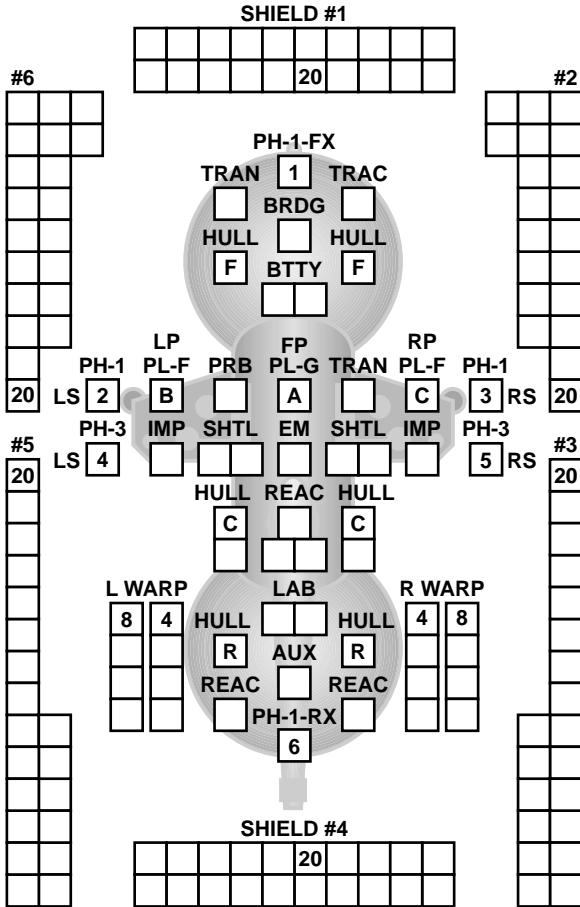 SHIELD #1
20
#6
#2
PH-1-FX
1
TRAN
TRAC
BRDG
HULL
HULL
F
F
BTTY
LP
FP
RP
PH-1
PL-F
PRB
PL-G
TRAN
PL-F
PH-1
20
LS
2
B
A
C
3
RS
20
#5
PH-3
IMP
SHTL
EM
SHTL
IMP
PH-3
#3
20
LS
4
5
RS
20
HULL
REAC
HULL
C
C
L WARP
LAB
R WARP
8
4
HULL
HULL
4
8
R
R
AUX
REAC
REAC
PH-1-RX
6
SHIELD #4
20